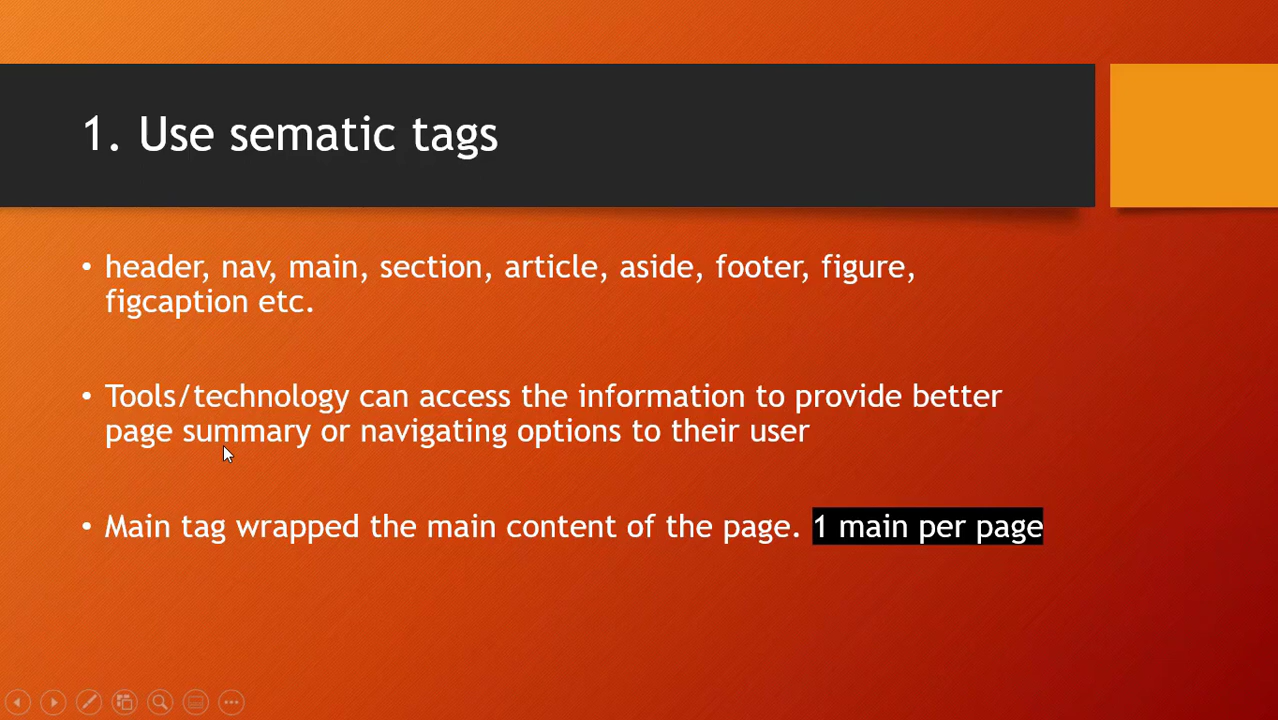 1. Use sematic tags
• header, nav, main, section, article, aside, footer, figure,
figcaption etc.
• Tools/technology can access the information to provide better
page summary or navigating options to their user
• Main tag wrapped the main content of the page. 1 main per page